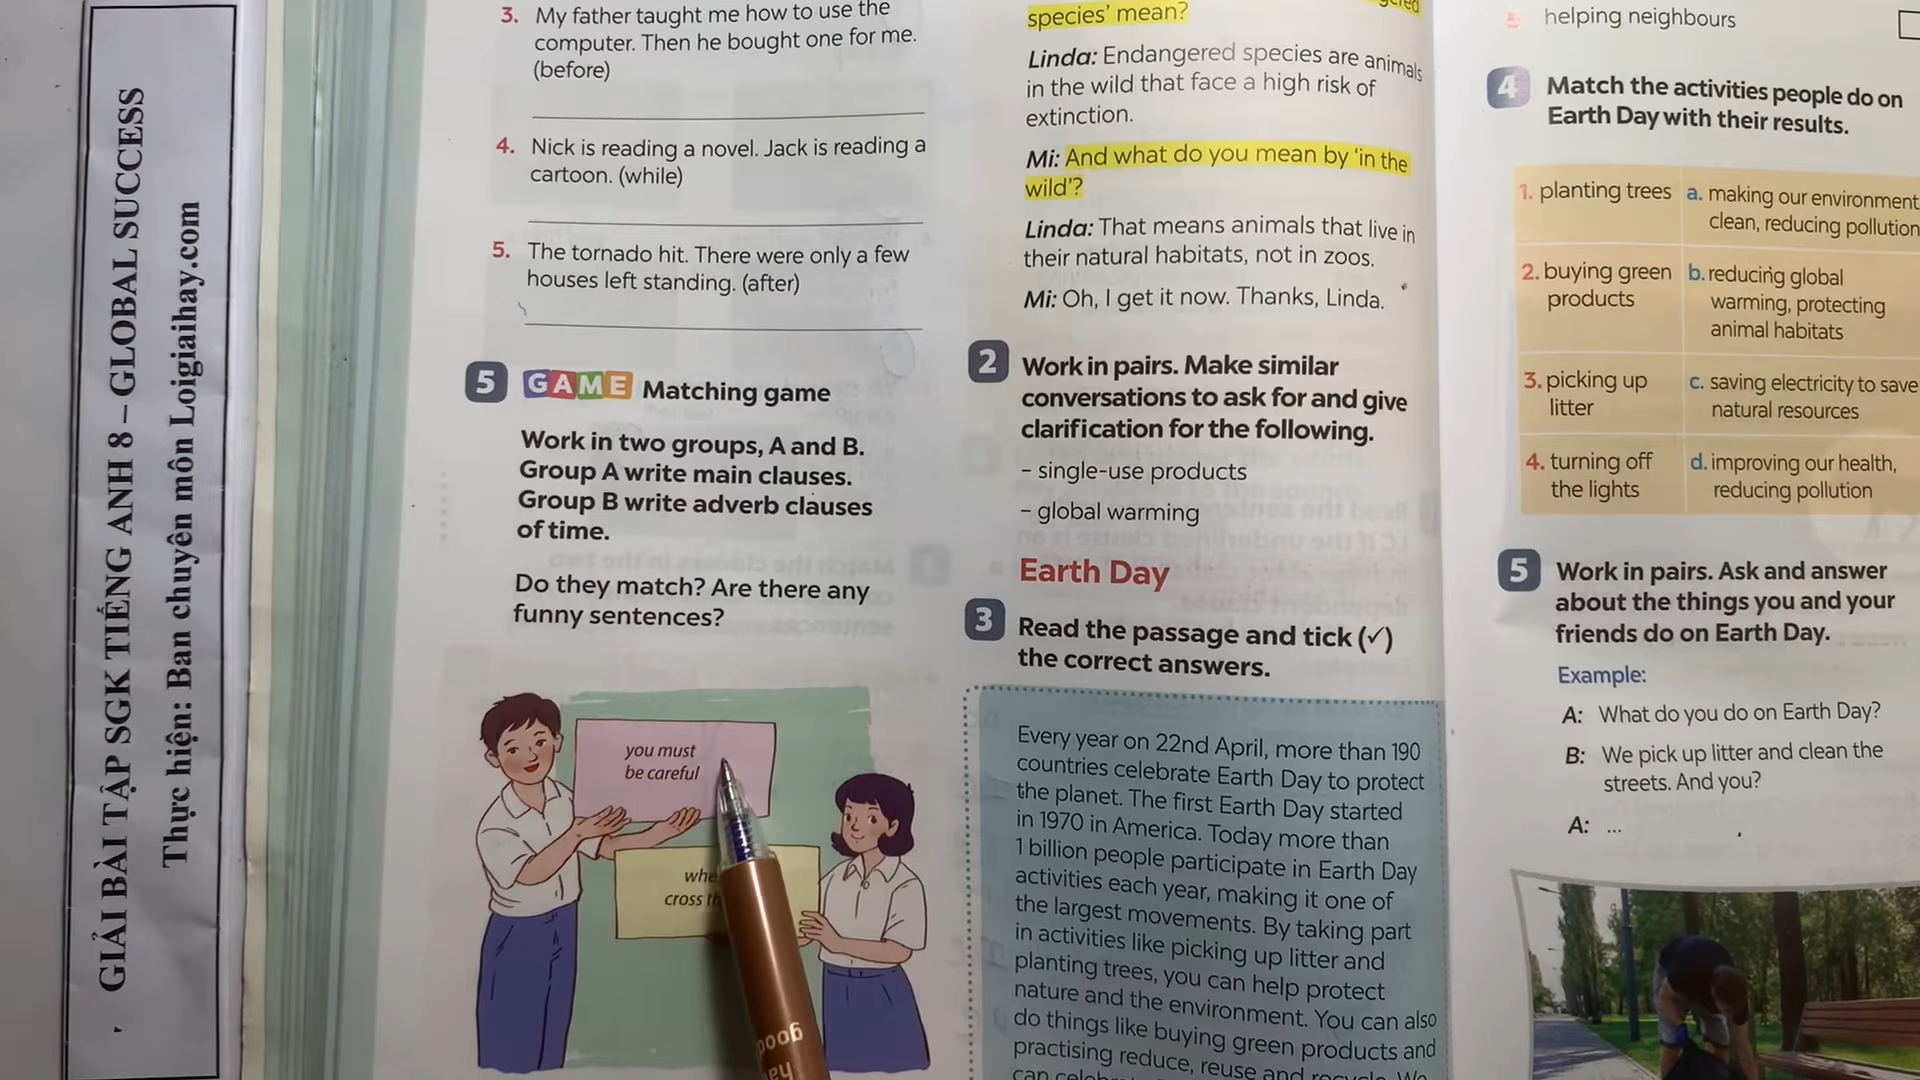 GIẢI BÀI TẬP SGK TIẾNG ANH 8 – GLOBAL SUCCESS
Thực hiện: Ban chuyên môn Loigiaihay.com
3. My father taught me how to use the
computer. Then he bought one for me.
(before)
4. Nick is reading a novel. Jack is reading a
cartoon. (while)
5. The tornado hit. There were only a few
houses left standing. (after)
5 GAME Matching game
Work in two groups, A and B.
Group A write main clauses.
Group B write adverb clauses
of time.
Do they match? Are there any
funny sentences?
you must
be careful
cross
good
species’ mean?
Linda: Endangered species are animals
in the wild that face a high risk of
extinction.
Mi: And what do you mean by ‘in the
wild’?
Linda: That means animals that live in
their natural habitats, not in zoos.
Mi: Oh, I get it now. Thanks, Linda.
2 Work in pairs. Make similar
conversations to ask for and give
clarification for the following.
- single-use products
- global warming
Earth Day
3 Read the passage and tick (✓)
the correct answers.
Every year on 22nd April, more than 190
countries celebrate Earth Day to protect
the planet. The first Earth Day started
in 1970 in America. Today more than
1 billion people participate in Earth Day
activities each year, making it one of
the largest movements. By taking part
in activities like picking up litter and
planting trees, you can help protect
nature and the environment. You can also
do things like buying green products and
practising reduce, reuse and recycle. We
can
5 helping neighbours
4 Match the activities people do on
Earth Day with their results.
1. planting trees a. making our environment
clean, reducing pollution
2. buying green b. reducing global
products warming, protecting
animal habitats
3. picking up c. saving electricity to save
litter natural resources
4. turning off d. improving our health,
the lights reducing pollution
5 Work in pairs. Ask and answer
about the things you and your
friends do on Earth Day.
Example:
A: What do you do on Earth Day?
B: We pick up litter and clean the
streets. And you?
A: ...